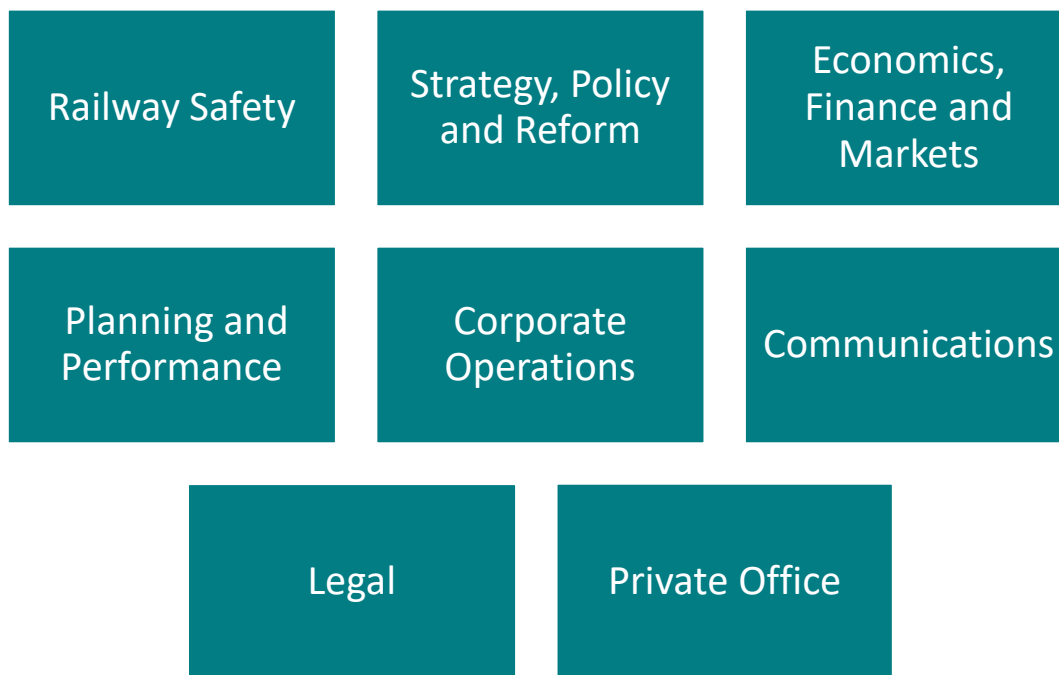 Railway Safety
Strategy, Policy
and Reform
Economics,
Finance and
Markets
Planning and
Performance
Corporate
Operations
Communications
Legal
Private Office